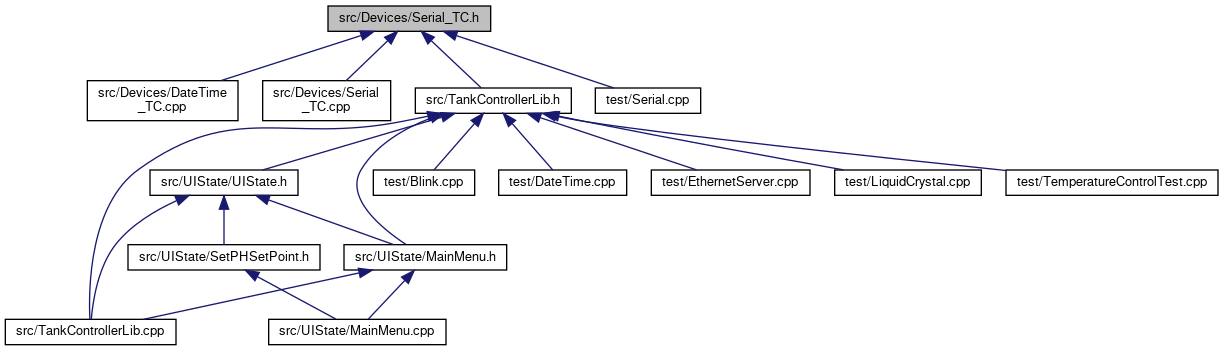 src/Devices/Serial_TC.h
src/Devices/DateTime
_TC.cpp
src/Devices/Serial
_TC.cpp
src/TankControllerLib.h
test/Serial.cpp
src/UIState/UIState.h
test/Blink.cpp
test/DateTime.cpp
test/EthernetServer.cpp
test/LiquidCrystal.cpp
test/TemperatureControlTest.cpp
src/UIState/SetPHSetPoint.h
src/UIState/MainMenu.h
src/TankControllerLib.cpp
src/UIState/MainMenu.cpp